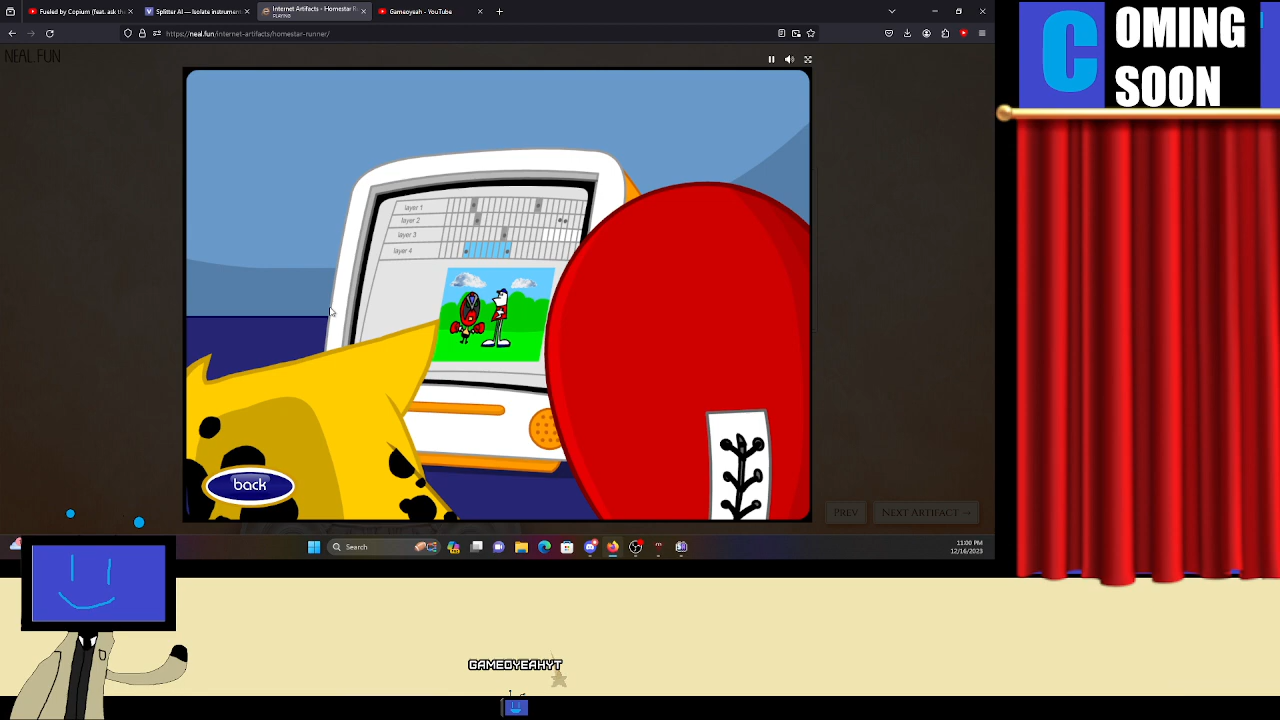 Fueled by Copium (feat. ask the
Splitter AI — Isolate instrument
Internet Artifacts - Homestar R
PLAYING
Gameoyeah - YouTube
https://neal.fun/internet-artifacts/homestar-runner/
NEAL.FUN
layer 1
layer 2
layer 3
layer 4
back
PREV
NEXT ARTIFACT →
Search
11:00 PM
12/16/2023
COMING
SOON
GAMEOYEAHYT